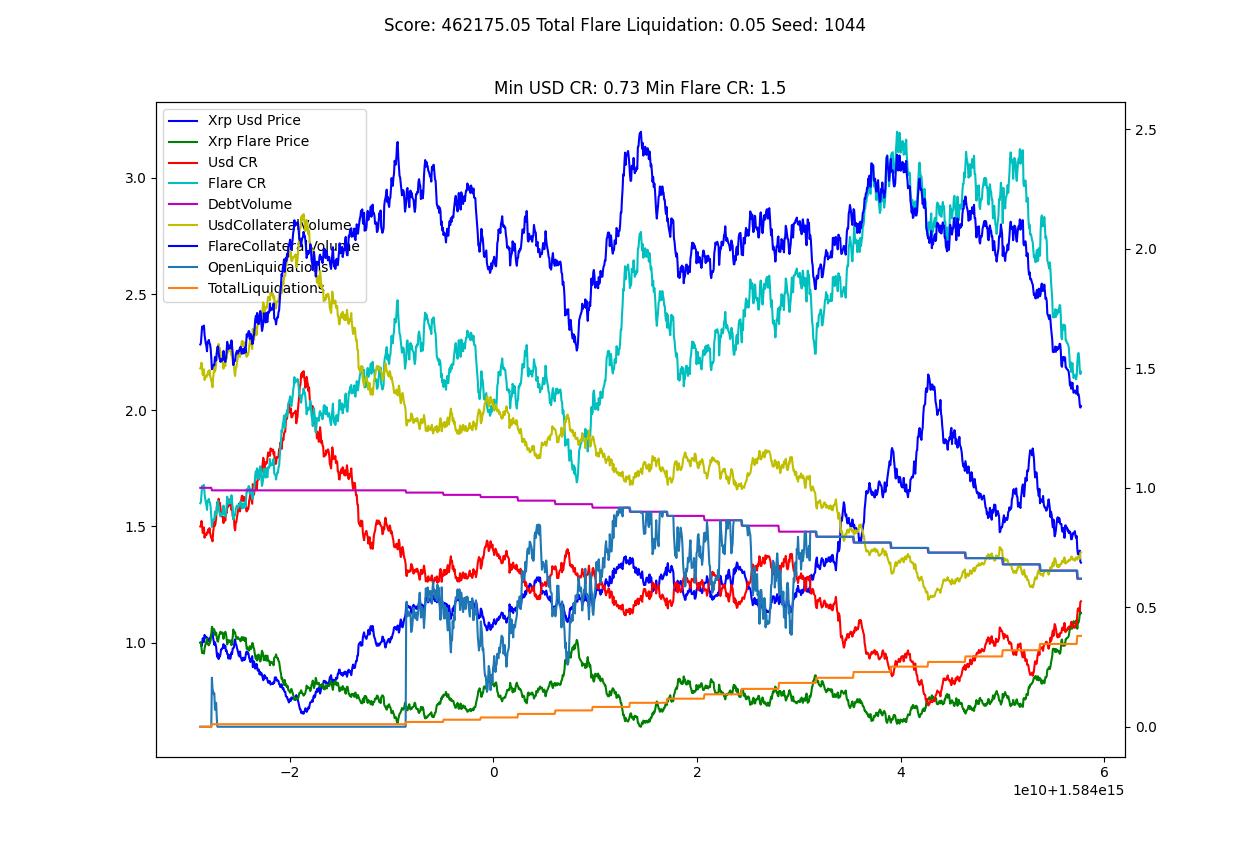 Score: 462175.05 Total Flare Liquidation: 0.05 Seed: 1044
Min USD CR: 0.73 Min Flare CR: 1.5
Xrp Usd Price
Xrp Flare Price
Usd CR
Flare CR
DebtVolume
UsdCollateralVolume
FlareCollateralVolume
OpenLiquidations
TotalLiquidations
3.0
2.5
2.0
1.5
1.0
2.5
2.0
1.5
1.0
0.5
0.0
−2 0 2 4 6
1e10+1.584e15